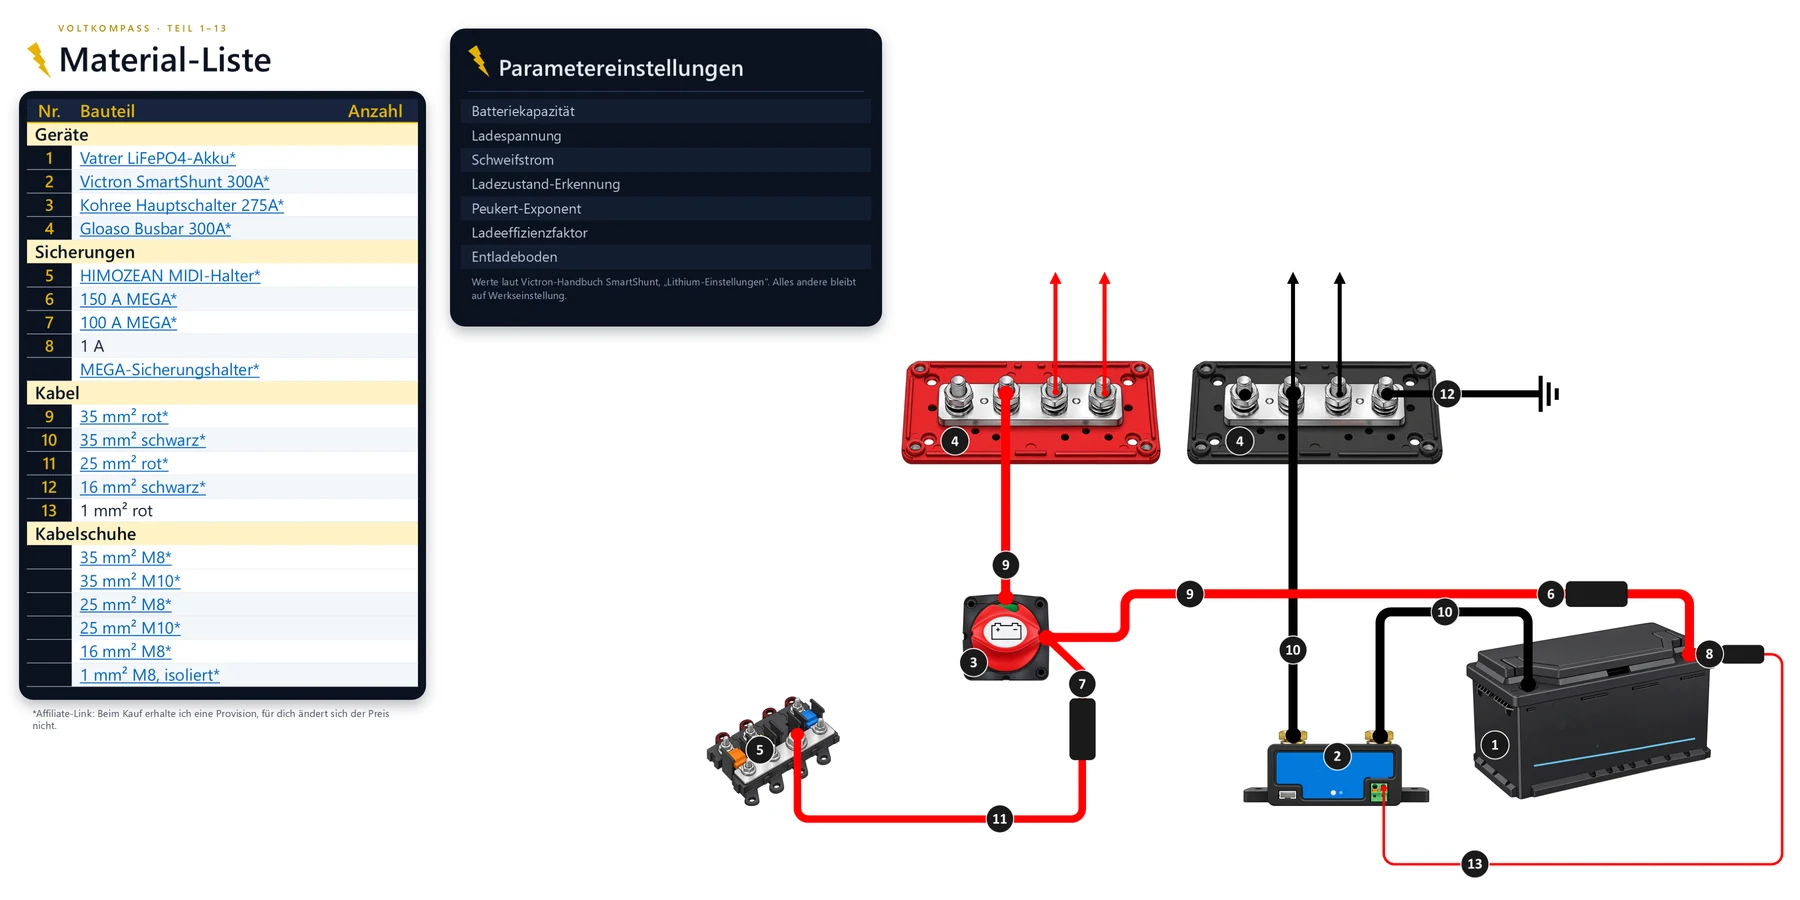 VOLTKOMPASS · TEIL 1–13
Material-Liste
Nr. Bauteil Anzahl
Geräte
1 Vatrer LiFePO4-Akku*
2 Victron SmartShunt 300A*
3 Kohree Hauptschalter 275A*
4 Gloaso Busbar 300A*
Sicherungen
5 HIMOZEAN MIDI-Halter*
6 150 A MEGA*
7 100 A MEGA*
8 1 A
MEGA-Sicherungshalter*
Kabel
9 35 mm² rot*
10 35 mm² schwarz*
11 25 mm² rot*
12 16 mm² schwarz*
13 1 mm² rot
Kabelschuhe
35 mm² M8*
35 mm² M10*
25 mm² M8*
25 mm² M10*
16 mm² M8*
1 mm² M8, isoliert*
*Affiliate-Link: Beim Kauf erhalte ich eine Provision, für dich ändert sich der Preis
nicht.
Parametereinstellungen
Batteriekapazität
Ladespannung
Schweifstrom
Ladezustand-Erkennung
Peukert-Exponent
Ladeeffizienzfaktor
Entladeboden
Werte laut Victron-Handbuch SmartShunt, „Lithium-Einstellungen“. Alles andere bleibt
auf Werkseinstellung.
12
4
4
9
9
6
10
10
8
3
7
5
2
1
11
13